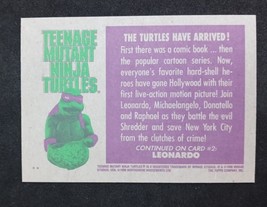 TEENAGE
MUTANT
NINJA
TURTLES
THE TURTLES HAVE ARRIVED!
First there was a comic book ... then
the popular cartoon series. Now,
everyone's favorite hard-shell he-
roes have gone Hollywood with their
first live-action motion picture! Join
Leonardo, Michaelangelo, Donatello
and Raphael as they battle the evil
Shredder and save New York City
from the clutches of crime!
CONTINUED ON CARD #2:
LEONARDO